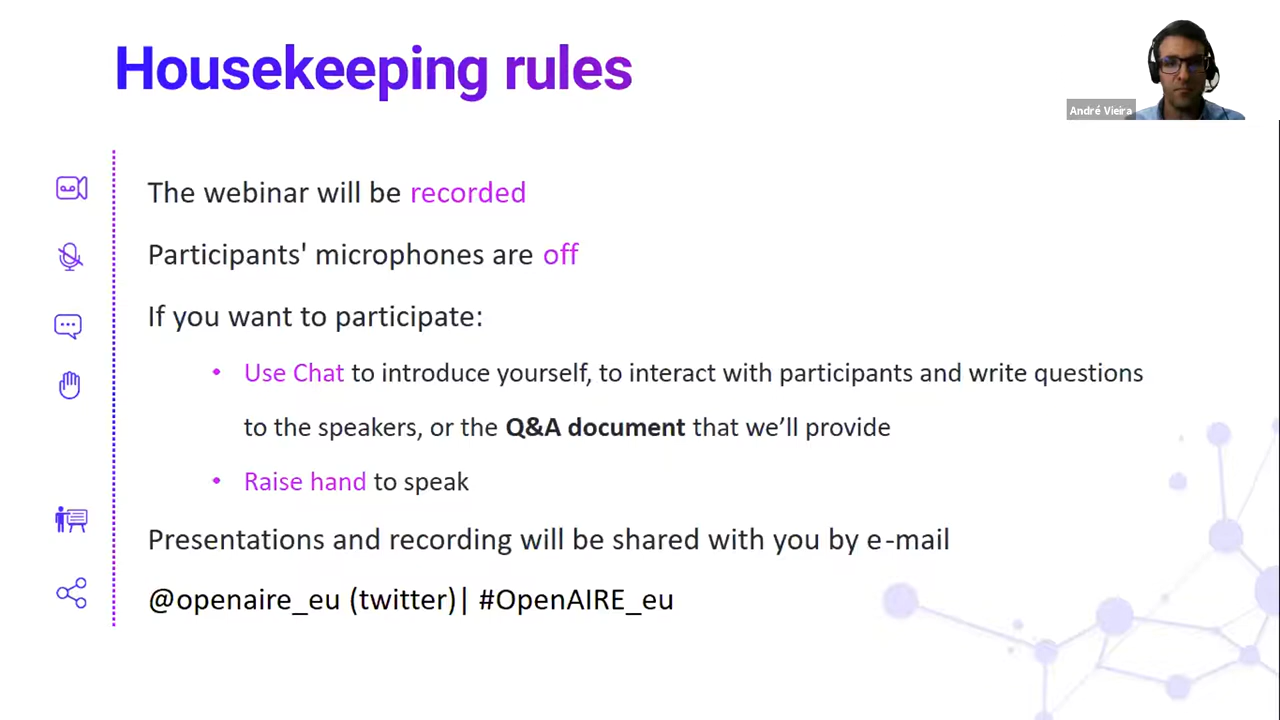 Housekeeping rules
André Vieira
The webinar will be recorded
Participants' microphones are off
If you want to participate:
• Use Chat to introduce yourself, to interact with participants and write questions
to the speakers, or the Q&A document that we’ll provide
• Raise hand to speak
Presentations and recording will be shared with you by e-mail
@openaire_eu (twitter)| #OpenAIRE_eu